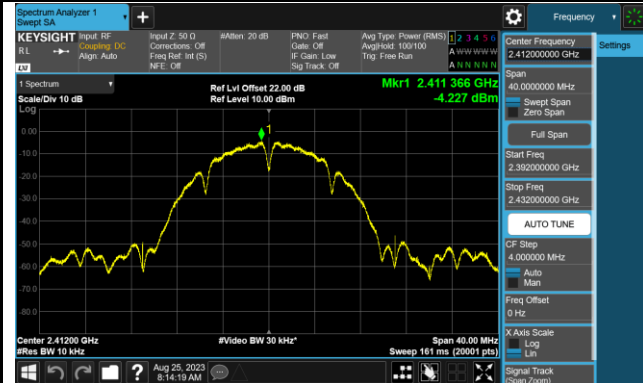 Spectrum Analyzer 1
Swept SA
Frequency
KEYSIGHT
RL
LXI
Input: RF
Coupling: DC
Align: Auto
Input Z: 50 Ω
Corrections: Off
Freq Ref: Int (S)
NFE: Off
#Atten: 20 dB
PNO: Fast
Gate: Off
IF Gain: Low
Sig Track: Off
Avg Type: Power (RMS)
Avg|Hold: 100/100
Trig: Free Run
1 2 3 4 5 6
A W W W W W
A N N N N N
1 Spectrum
Scale/Div 10 dB
Ref Lvl Offset 22.00 dB
Ref Level 10.00 dBm
Mkr1 2.411 366 GHz
-4.227 dBm
Log
1
0.00
-10.0
-20.0
-30.0
-40.0
-50.0
-60.0
-70.0
-80.0
Center 2.41200 GHz
#Res BW 10 kHz
#Video BW 30 kHz*
Span 40.00 MHz
Sweep 161 ms (20001 pts)
Aug 25, 2023
8:14:19 AM
?
Center Frequency
2.412000000 GHz
Settings
Span
40.0000000 MHz
Swept Span
Zero Span
Full Span
Start Freq
2.392000000 GHz
Stop Freq
2.432000000 GHz
AUTO TUNE
CF Step
4.000000 MHz
Auto
Man
Freq Offset
0 Hz
X Axis Scale
Log
Lin
Signal Track
(Span Zoom)